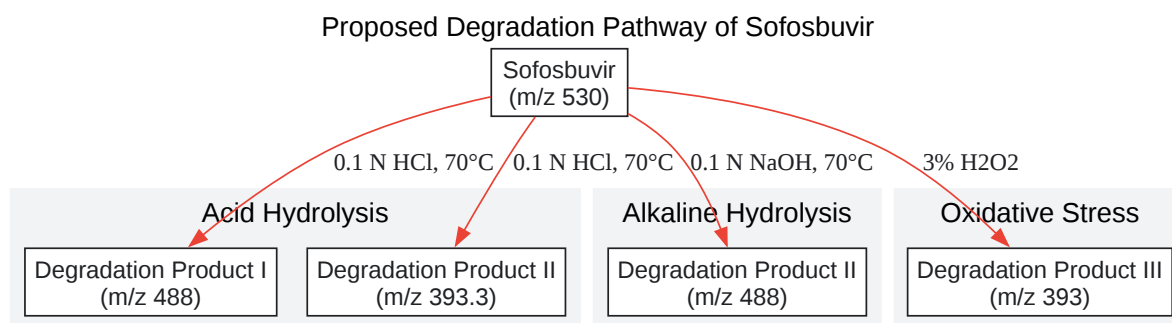 Proposed Degradation Pathway of Sofosbuvir
Sofosbuvir
(m/z 530)
0.1 N HCl, 70°C
0.1 N HCl, 70°C
0.1 N NaOH, 70°C
3% H2O2
Acid Hydrolysis
Alkaline Hydrolysis
Oxidative Stress
Degradation Product I
(m/z 488)
Degradation Product II
(m/z 393.3)
Degradation Product II
(m/z 488)
Degradation Product III
(m/z 393)